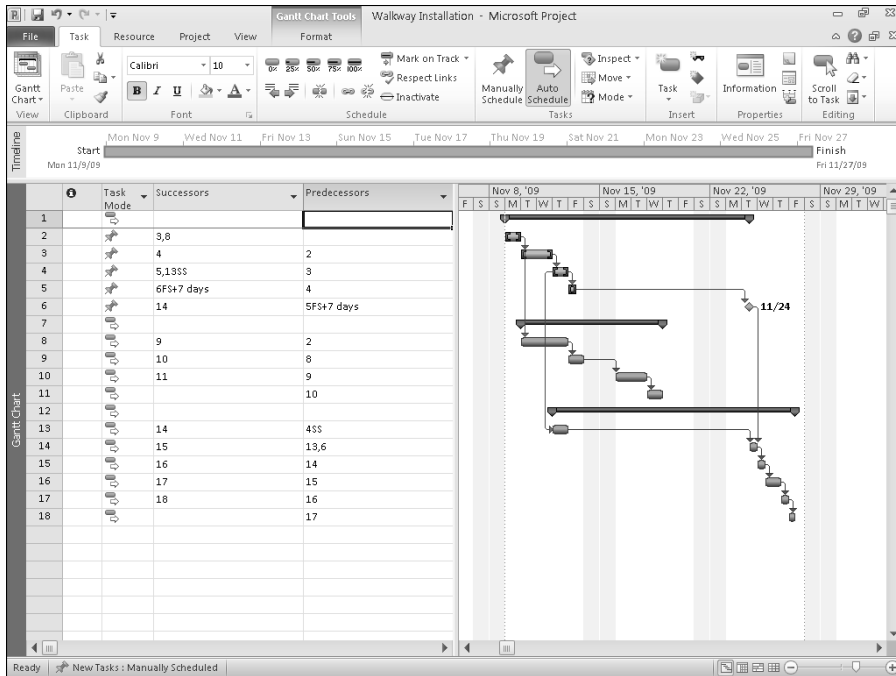 Gantt Chart Tools Walkway Installation - Microsoft Project
File Task Resource Project View Format
Gantt Chart
View
Paste
Clipboard
Calibri 10
B I U A
Font
0% 25% 50% 75% 100%
Mark on Track
Respect Links
Inactivate
Schedule
Manually Schedule
Auto Schedule
Inspect
Move
Mode
Tasks
Task
Insert
Information
Properties
Scroll to Task
Editing
Timeline
Mon Nov 9 Wed Nov 11 Fri Nov 13 Sun Nov 15 Tue Nov 17 Thu Nov 19 Sat Nov 21 Mon Nov 23 Wed Nov 25 Fri Nov 27
Start
Mon 11/9/09
Finish
Fri 11/27/09
Gantt Chart
Task Mode Successors Predecessors
Nov 8, '09 Nov 15, '09 Nov 22, '09 Nov 29, '09
F S S M T W T F S S M T W T F S S M T W T F S S M T W
1
2 3,8
3 4 2
4 5,13SS 3
5 6FS+7 days 4
6 14 5FS+7 days
7
8 9 2
9 10 8
10 11 9
11 10
12
13 14 4SS
14 15 13,6
15 16 14
16 17 15
17 18 16
18 17
11/24
Ready New Tasks : Manually Scheduled